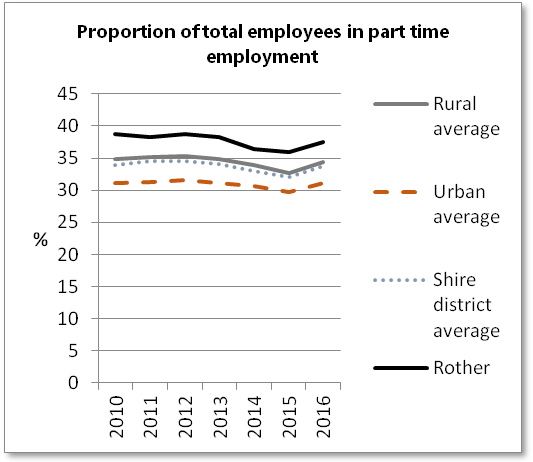 Proportion of total employees in part time
employment
45
40
35
30
25
20
15
10
5
0
%
2010
2011
2012
2013
2014
2015
2016
Rural
average
Urban
average
Shire
district
average
Rother